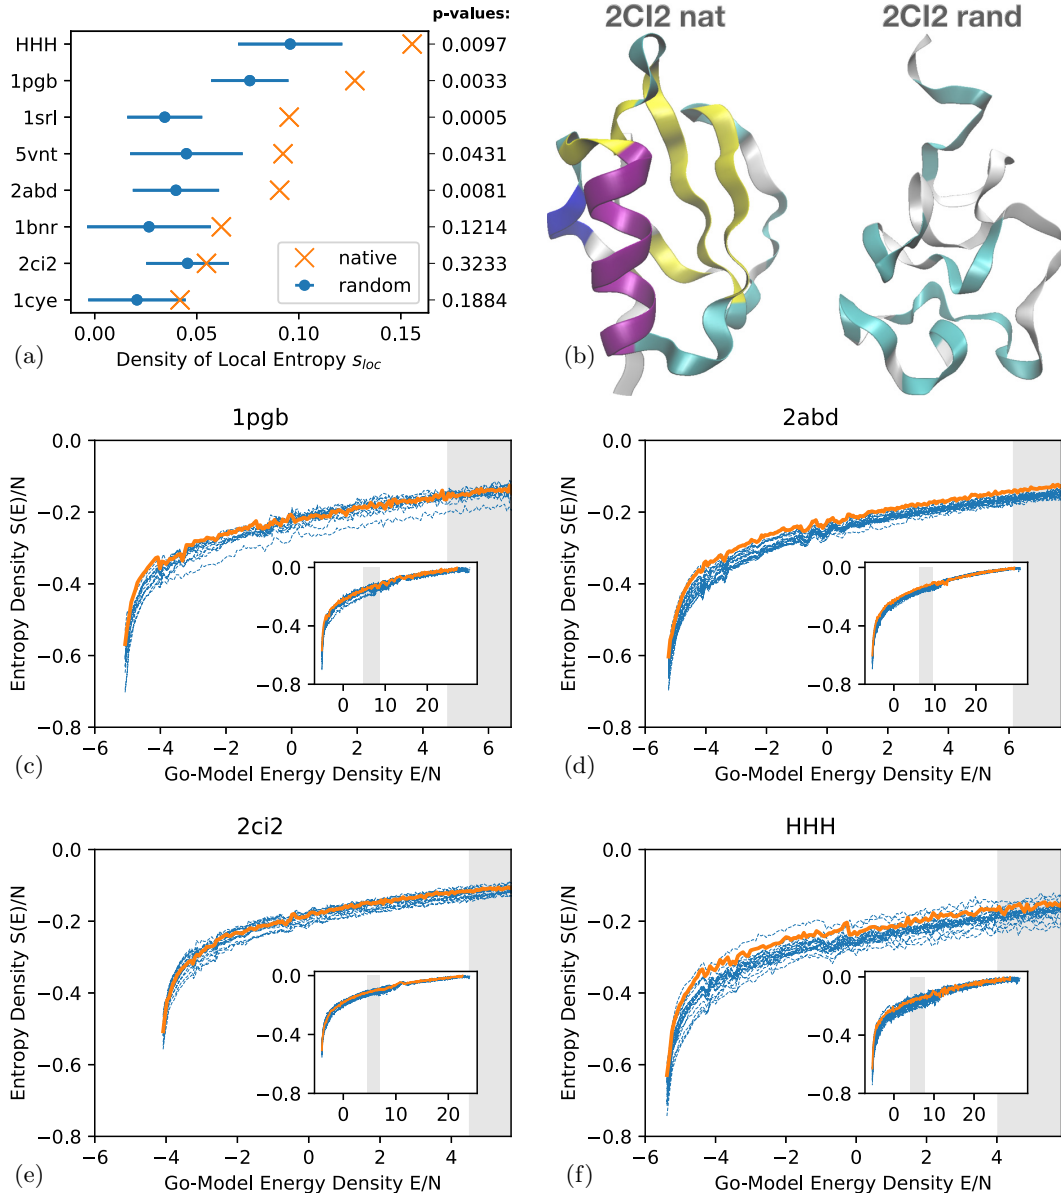 p-values:
HHH 0.0097
1pgb 0.0033
1srl 0.0005
5vnt 0.0431
2abd 0.0081
1bnr 0.1214
2ci2 0.3233
1cye 0.1884
native
random
0.00 0.05 0.10 0.15
(a) Density of Local Entropy s_loc
2CI2 nat 2CI2 rand
(b)
1pgb
Entropy Density S(E)/N
0.0
−0.2
−0.4
−0.6
−0.8
0.0
−0.4
−0.8
0 10 20
−6 −4 −2 0 2 4 6
(c) Go-Model Energy Density E/N
2abd
Entropy Density S(E)/N
0.0
−0.2
−0.4
−0.6
−0.8
0.0
−0.4
−0.8
0 10 20
−6 −4 −2 0 2 4 6
(d) Go-Model Energy Density E/N
2ci2
Entropy Density S(E)/N
0.0
−0.2
−0.4
−0.6
−0.8
0.0
−0.4
−0.8
0 10 20
−6 −4 −2 0 2 4
(e) Go-Model Energy Density E/N
HHH
Entropy Density S(E)/N
0.0
−0.2
−0.4
−0.6
−0.8
0.0
−0.4
−0.8
0 10 20
−6 −4 −2 0 2 4
(f) Go-Model Energy Density E/N